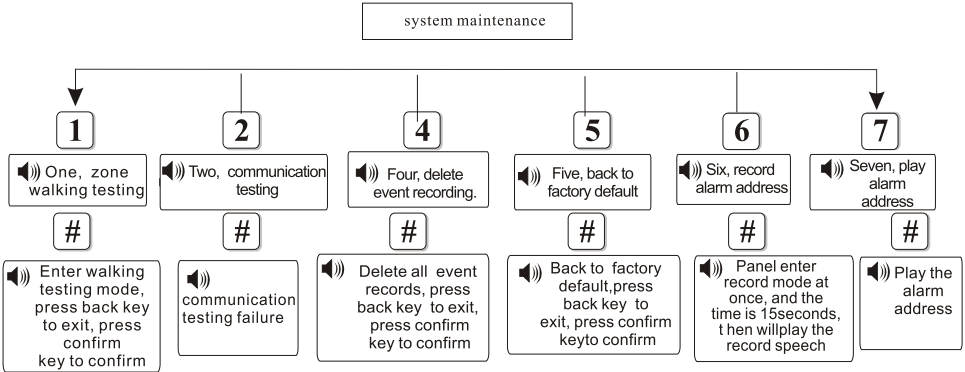 system maintenance
1
2
4
5
6
7
One, zone
walking testing
Two, communication
testing
Four, delete
event recording.
Five, back to
factory default
Six, record
alarm address
Seven, play
alarm
address
#
#
#
#
#
#
Enter walking
testing mode,
press back key
to exit, press
confirm
key to confirm
communication
testing failure
Delete all event
records, press
back key to exit,
press confirm
key to confirm
Back to factory
default,press
back key to
exit, press confirm
keyto confirm
Panel enter
record mode at
once, and the
time is 15seconds,
t hen willplay the
record speech
Play the
alarm
address